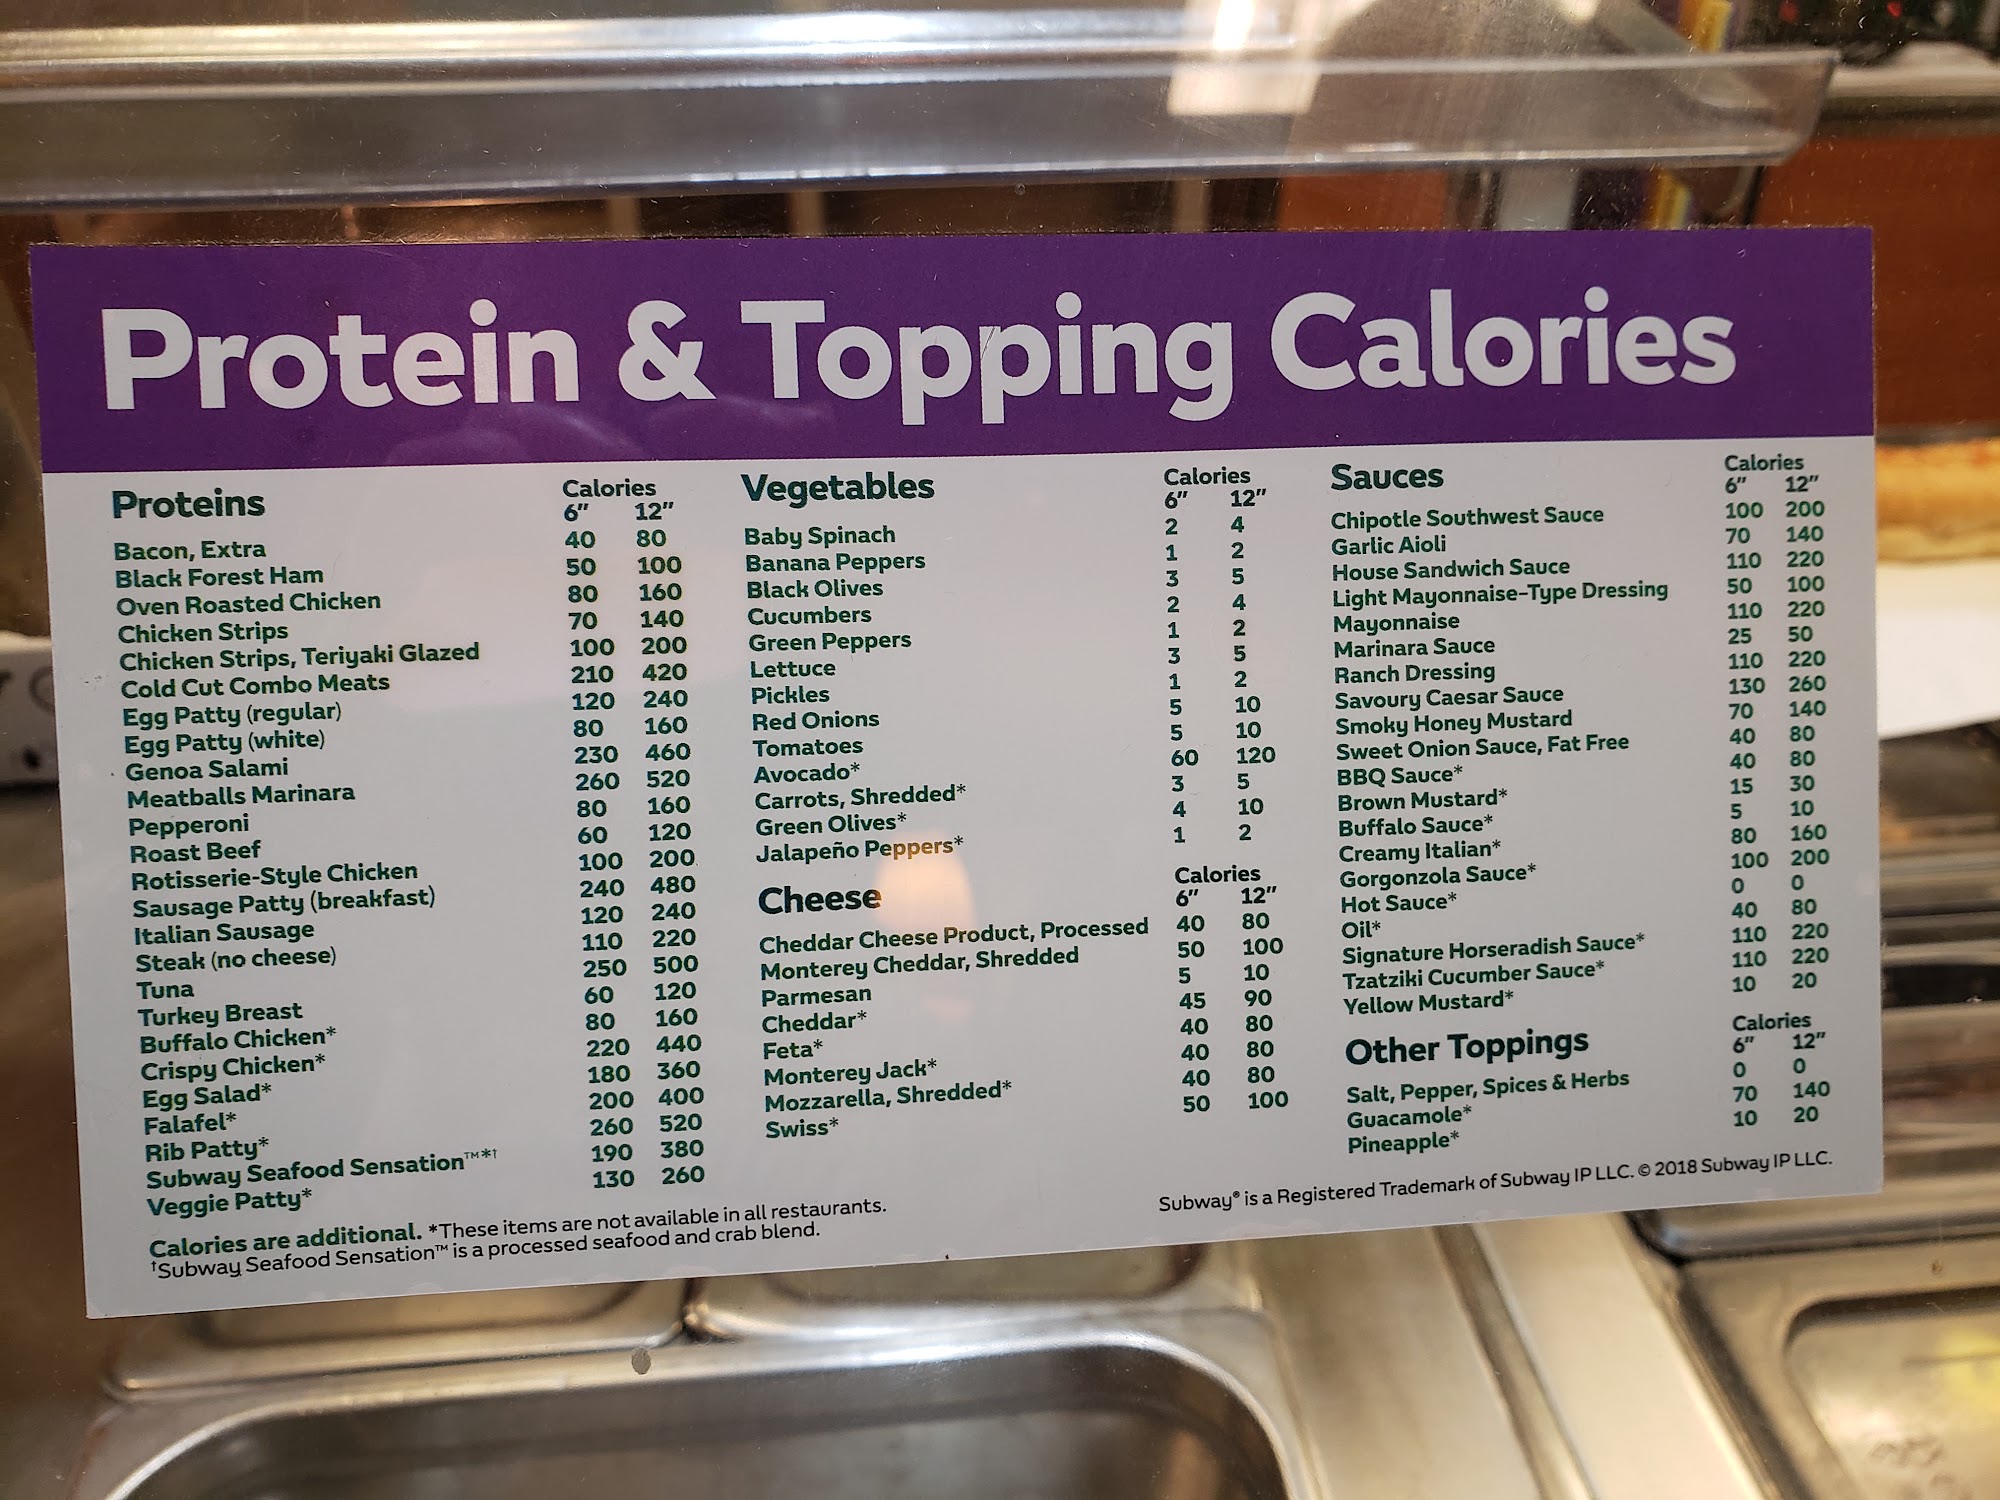 Protein & Topping Calories
Proteins Calories
6" 12"
Bacon, Extra 40 80
Black Forest Ham 50 100
Oven Roasted Chicken 80 160
Chicken Strips 70 140
Chicken Strips, Teriyaki Glazed 100 200
Cold Cut Combo Meats 210 420
Egg Patty (regular) 120 240
Egg Patty (white) 80 160
Genoa Salami 230 460
Meatballs Marinara 260 520
Pepperoni 80 160
Roast Beef 60 120
Rotisserie-Style Chicken 100 200
Sausage Patty (breakfast) 240 480
Italian Sausage 120 240
Steak (no cheese) 110 220
Tuna 250 500
Turkey Breast 60 120
Buffalo Chicken* 80 160
Crispy Chicken* 220 440
Egg Salad* 180 360
Falafel* 200 400
Rib Patty* 260 520
Subway Seafood Sensation™*† 190 380
Veggie Patty* 130 260
Vegetables Calories
6" 12"
Baby Spinach 2 4
Banana Peppers 1 2
Black Olives 3 5
Cucumbers 2 4
Green Peppers 1 2
Lettuce 3 5
Pickles 1 2
Red Onions 5 10
Tomatoes 5 10
Avocado* 60 120
Carrots, Shredded* 3 5
Green Olives* 4 10
Jalapeño Peppers* 1 2
Cheese Calories
6" 12"
Cheddar Cheese Product, Processed 40 80
Monterey Cheddar, Shredded 50 100
Parmesan 5 10
Cheddar* 45 90
Feta* 40 80
Monterey Jack* 40 80
Mozzarella, Shredded* 40 80
Swiss* 50 100
Sauces Calories
6" 12"
Chipotle Southwest Sauce 100 200
Garlic Aioli 70 140
House Sandwich Sauce 110 220
Light Mayonnaise-Type Dressing 50 100
Mayonnaise 110 220
Marinara Sauce 25 50
Ranch Dressing 110 220
Savoury Caesar Sauce 130 260
Smoky Honey Mustard 70 140
Sweet Onion Sauce, Fat Free 40 80
BBQ Sauce* 40 80
Brown Mustard* 15 30
Buffalo Sauce* 5 10
Creamy Italian* 80 160
Gorgonzola Sauce* 100 200
Hot Sauce* 0 0
Oil* 40 80
Signature Horseradish Sauce* 110 220
Tzatziki Cucumber Sauce* 110 220
Yellow Mustard* 10 20
Other Toppings Calories
6" 12"
Salt, Pepper, Spices & Herbs 0 0
Guacamole* 70 140
Pineapple* 10 20
Calories are additional. *These items are not available in all restaurants.
†Subway Seafood Sensation™ is a processed seafood and crab blend.
Subway® is a Registered Trademark of Subway IP LLC. © 2018 Subway IP LLC.